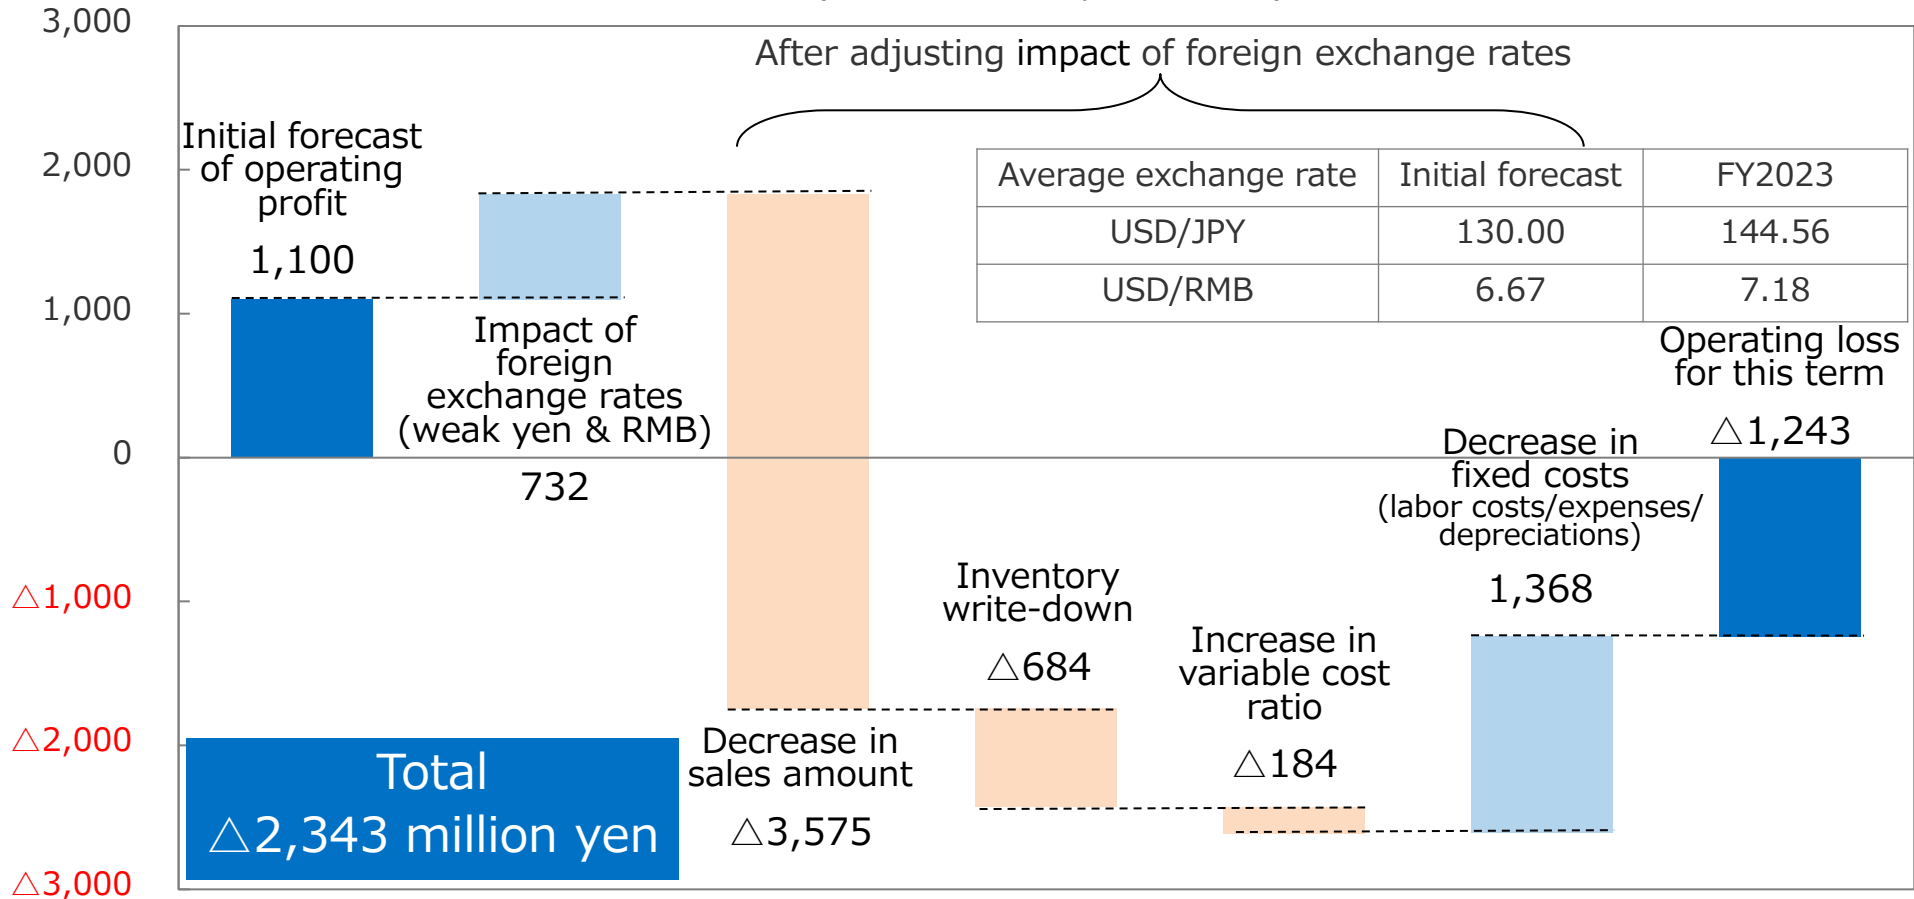 3,000
2,000
1,000
0
△1,000
△2,000
△3,000
After adjusting impact of foreign exchange rates
Initial forecast
of operating
profit
1,100
Impact of
foreign
exchange rates
(weak yen & RMB)
732
Average exchange rate Initial forecast FY2023
USD/JPY 130.00 144.56
USD/RMB 6.67 7.18
Decrease in
sales amount
△3,575
Inventory
write-down
△684
Increase in
variable cost
ratio
△184
Decrease in
fixed costs
(labor costs/expenses/
depreciations)
1,368
Operating loss
for this term
△1,243
Total
△2,343 million yen